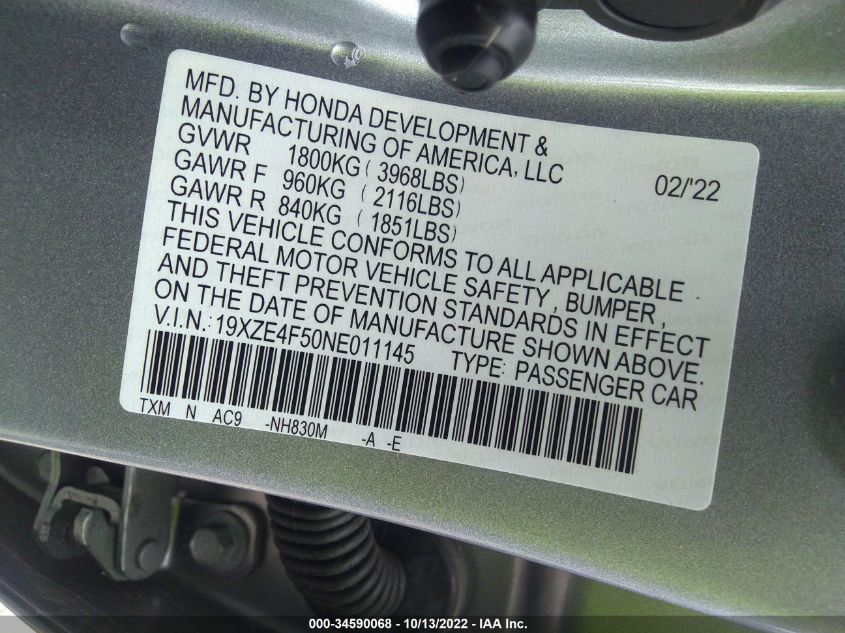 MFD. BY HONDA DEVELOPMENT &
MANUFACTURING OF AMERICA, LLC 02/'22
GVWR 1800KG ( 3968LBS)
GAWR F 960KG ( 2116LBS)
GAWR R 840KG ( 1851LBS)
THIS VEHICLE CONFORMS TO ALL APPLICABLE
FEDERAL MOTOR VEHICLE SAFETY, BUMPER,
AND THEFT PREVENTION STANDARDS IN EFFECT
ON THE DATE OF MANUFACTURE SHOWN ABOVE.
V.I.N.: 19XZE4F50NE011145 TYPE: PASSENGER CAR
TXM N AC9 -NH830M -A -E
000-34590068 - 10/13/2022 - IAA Inc.